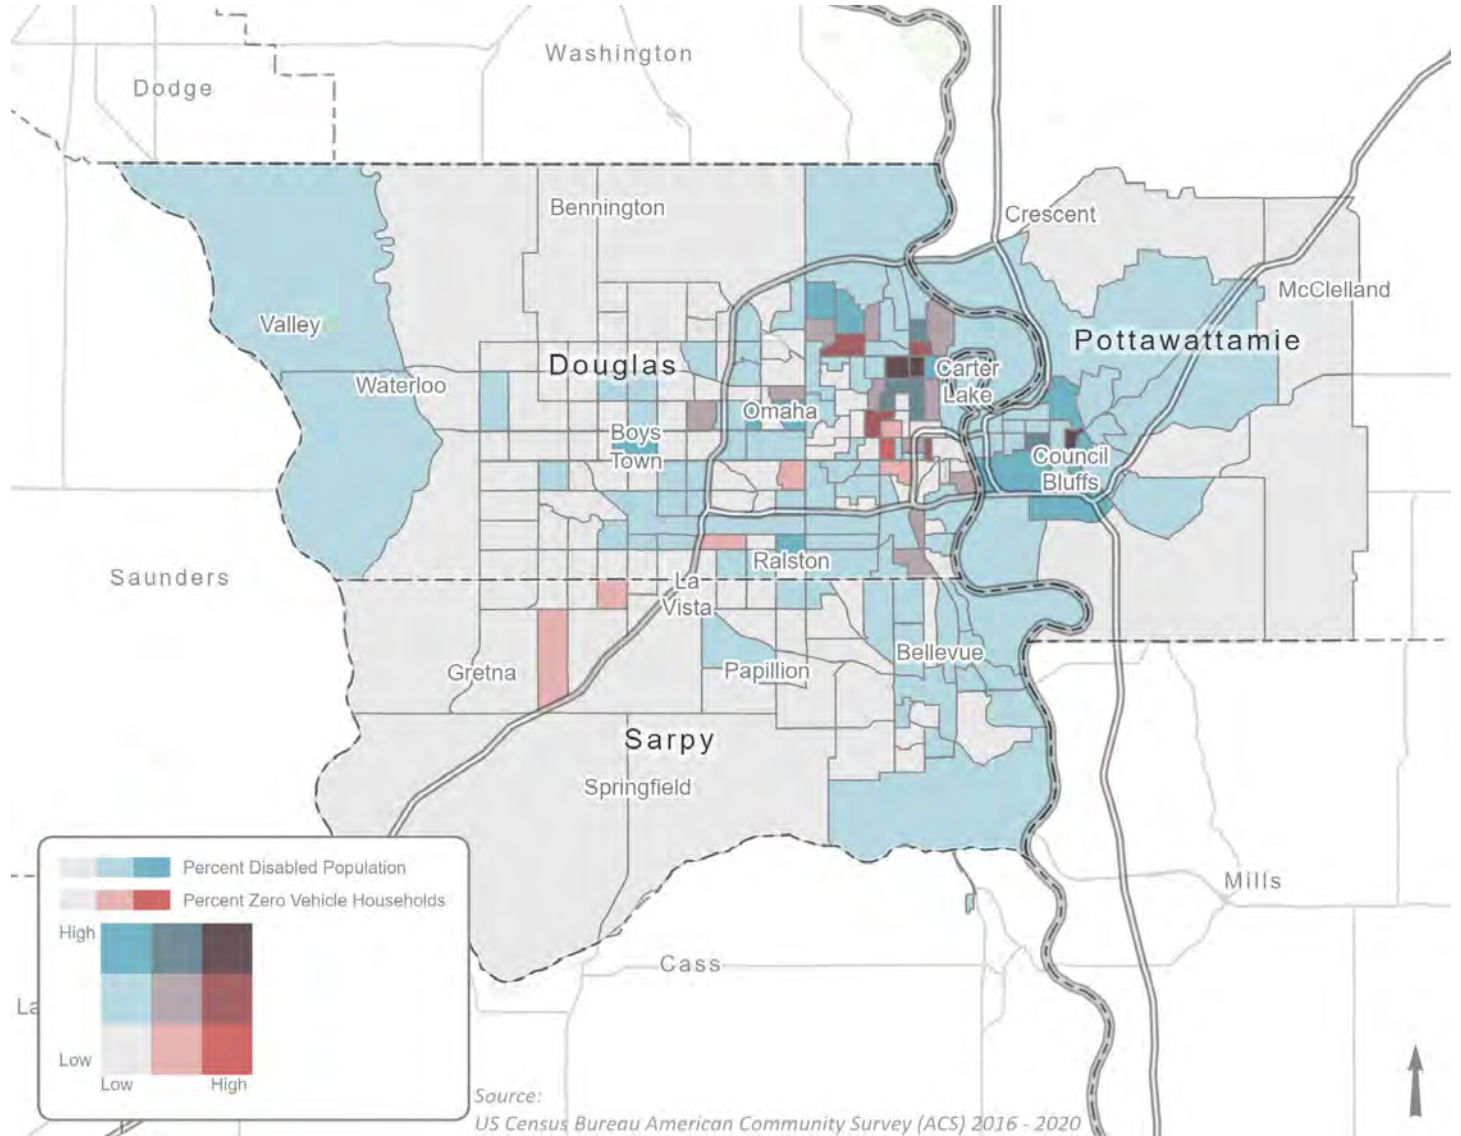 Washington
Dodge
Bennington
Crescent
McClelland
Valley
Pottawattamie
Douglas
Waterloo
Carter
Lake
Omaha
Boys
Town
Council
Bluffs
Ralston
Saunders
La
Vista
Bellevue
Gretna
Papillion
Sarpy
Springfield
Percent Disabled Population
Percent Zero Vehicle Households
High
Low
Low
High
Mills
Cass
La
Source:
US Census Bureau American Community Survey (ACS) 2016 - 2020